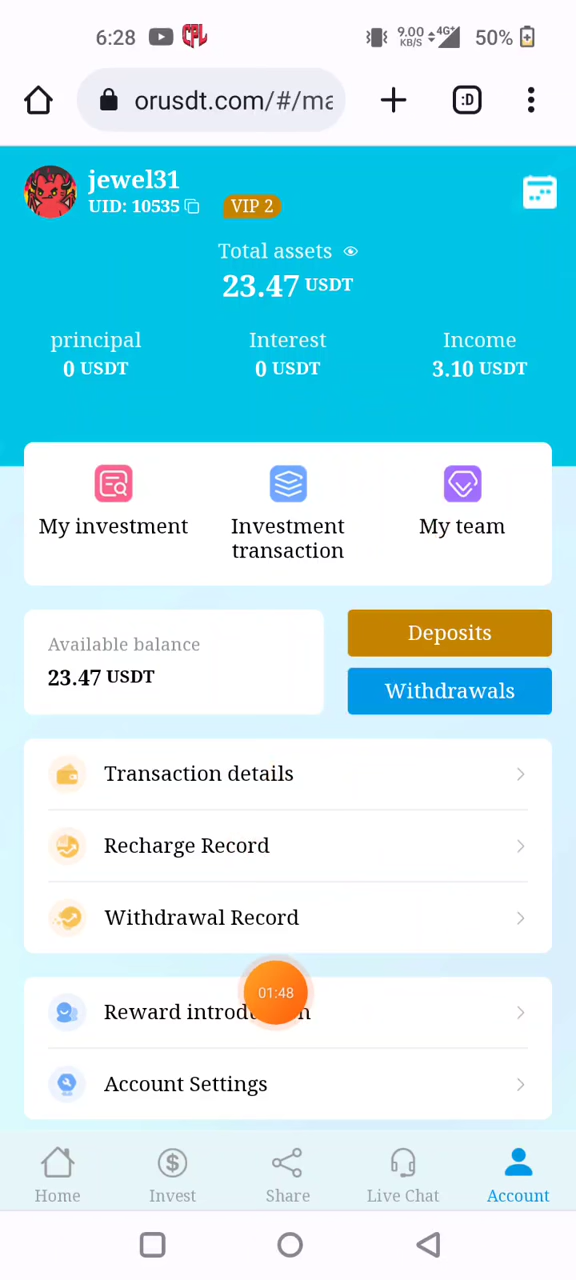 6:28 CPL 9.00 KB/S 4G+ 50%
orusdt.com/#/ma :D
jewel31
UID: 10535 VIP 2
Total assets
23.47 USDT
principal Interest Income
0 USDT 0 USDT 3.10 USDT
My investment Investment transaction My team
Available balance
23.47 USDT
Deposits
Withdrawals
Transaction details
Recharge Record
Withdrawal Record
01:48
Reward introd n
Account Settings
Home Invest Share Live Chat Account